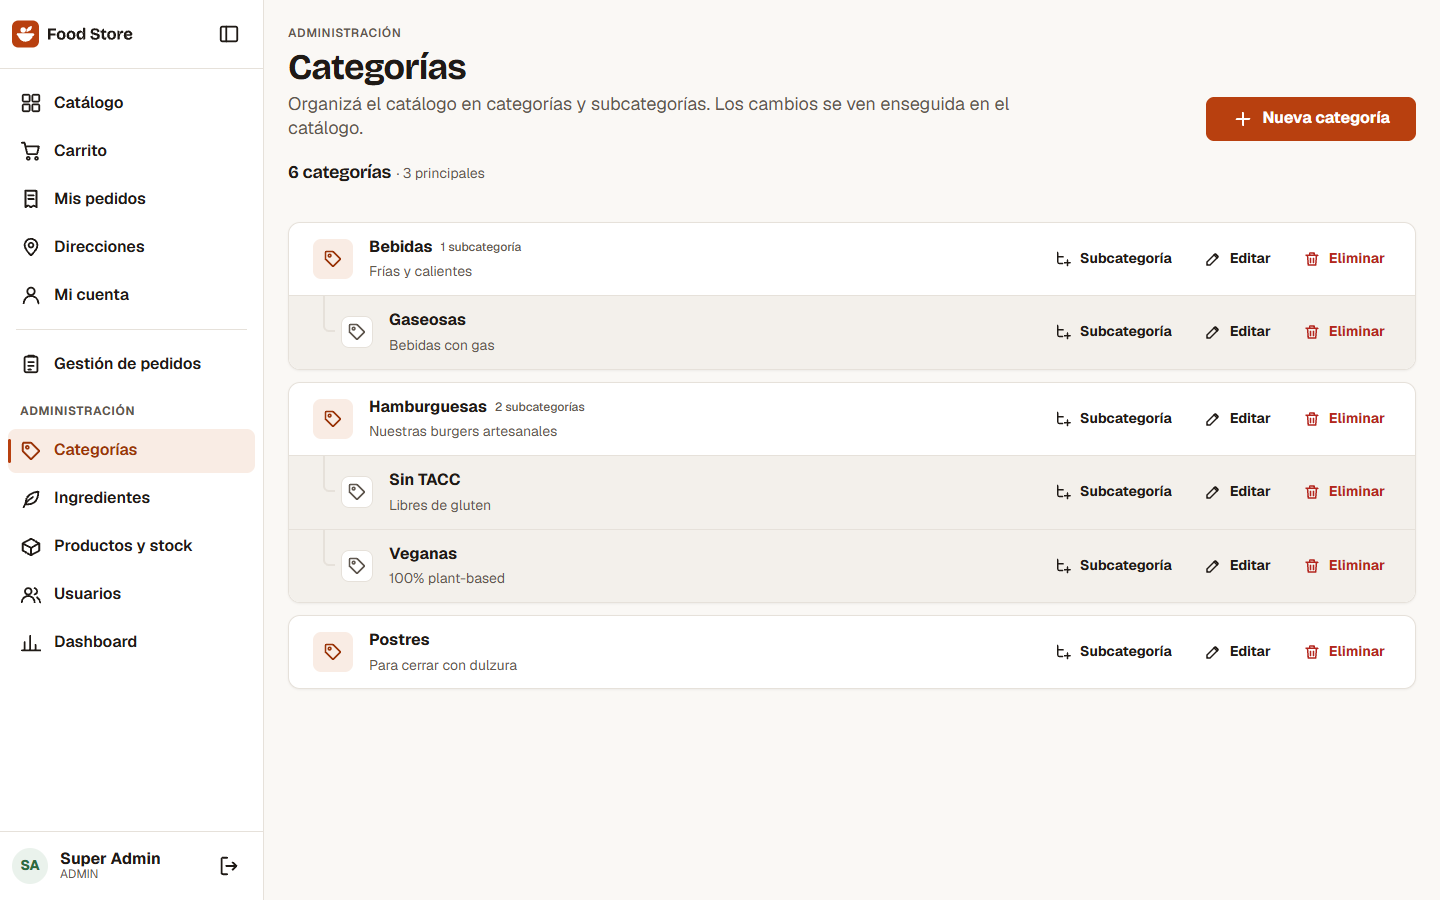 Food Store
Catálogo
Carrito
Mis pedidos
Direcciones
Mi cuenta
Gestión de pedidos
ADMINISTRACIÓN
Categorías
Ingredientes
Productos y stock
Usuarios
Dashboard
SA
Super Admin
ADMIN
ADMINISTRACIÓN
Categorías
Organizá el catálogo en categorías y subcategorías. Los cambios se ven enseguida en el
catálogo.
Nueva categoría
6 categorías · 3 principales
Bebidas 1 subcategoría
Frías y calientes
Subcategoría Editar Eliminar
Gaseosas
Bebidas con gas
Subcategoría Editar Eliminar
Hamburguesas 2 subcategorías
Nuestras burgers artesanales
Subcategoría Editar Eliminar
Sin TACC
Libres de gluten
Subcategoría Editar Eliminar
Veganas
100% plant-based
Subcategoría Editar Eliminar
Postres
Para cerrar con dulzura
Subcategoría Editar Eliminar